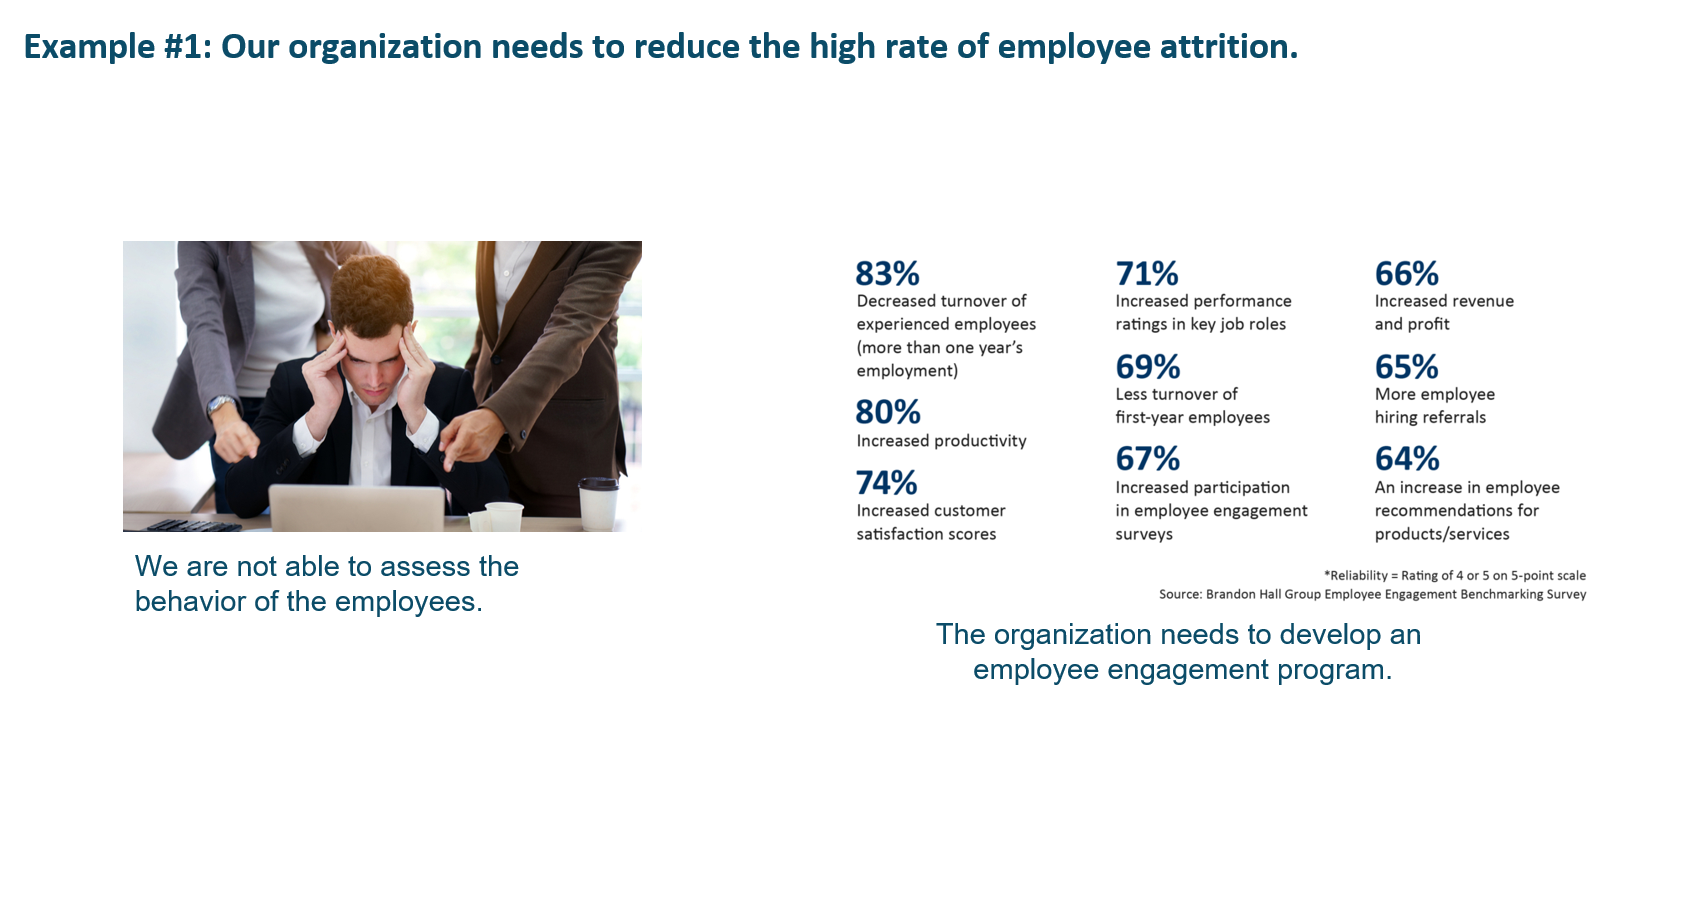 Example #1: Our organization needs to reduce the high rate of employee attrition.
We are not able to assess the
behavior of the employees.
83%
Decreased turnover of
experienced employees
(more than one year’s
employment)
80%
Increased productivity
74%
Increased customer
satisfaction scores
71%
Increased performance
ratings in key job roles
69%
Less turnover of
first-year employees
67%
Increased participation
in employee engagement
surveys
66%
Increased revenue
and profit
65%
More employee
hiring referrals
64%
An increase in employee
recommendations for
products/services
*Reliability = Rating of 4 or 5 on 5-point scale
Source: Brandon Hall Group Employee Engagement Benchmarking Survey
The organization needs to develop an
employee engagement program.